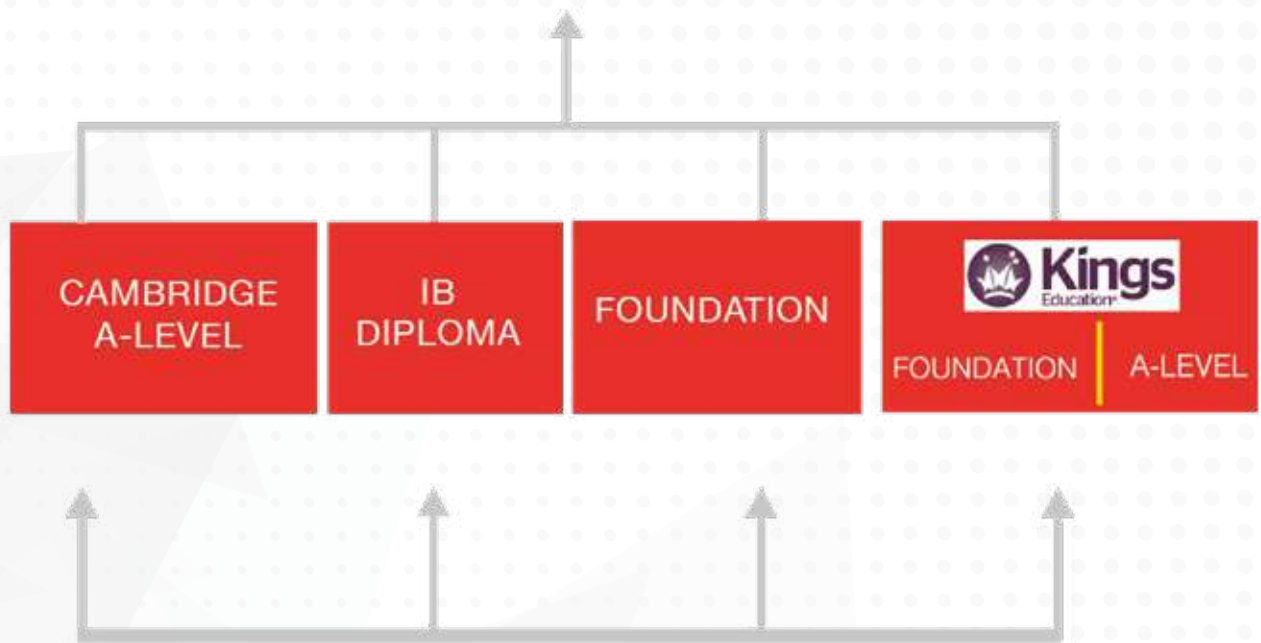 CAMBRIDGE
A-LEVEL
IB
DIPLOMA
FOUNDATION
Kings
Education
FOUNDATION
A-LEVEL